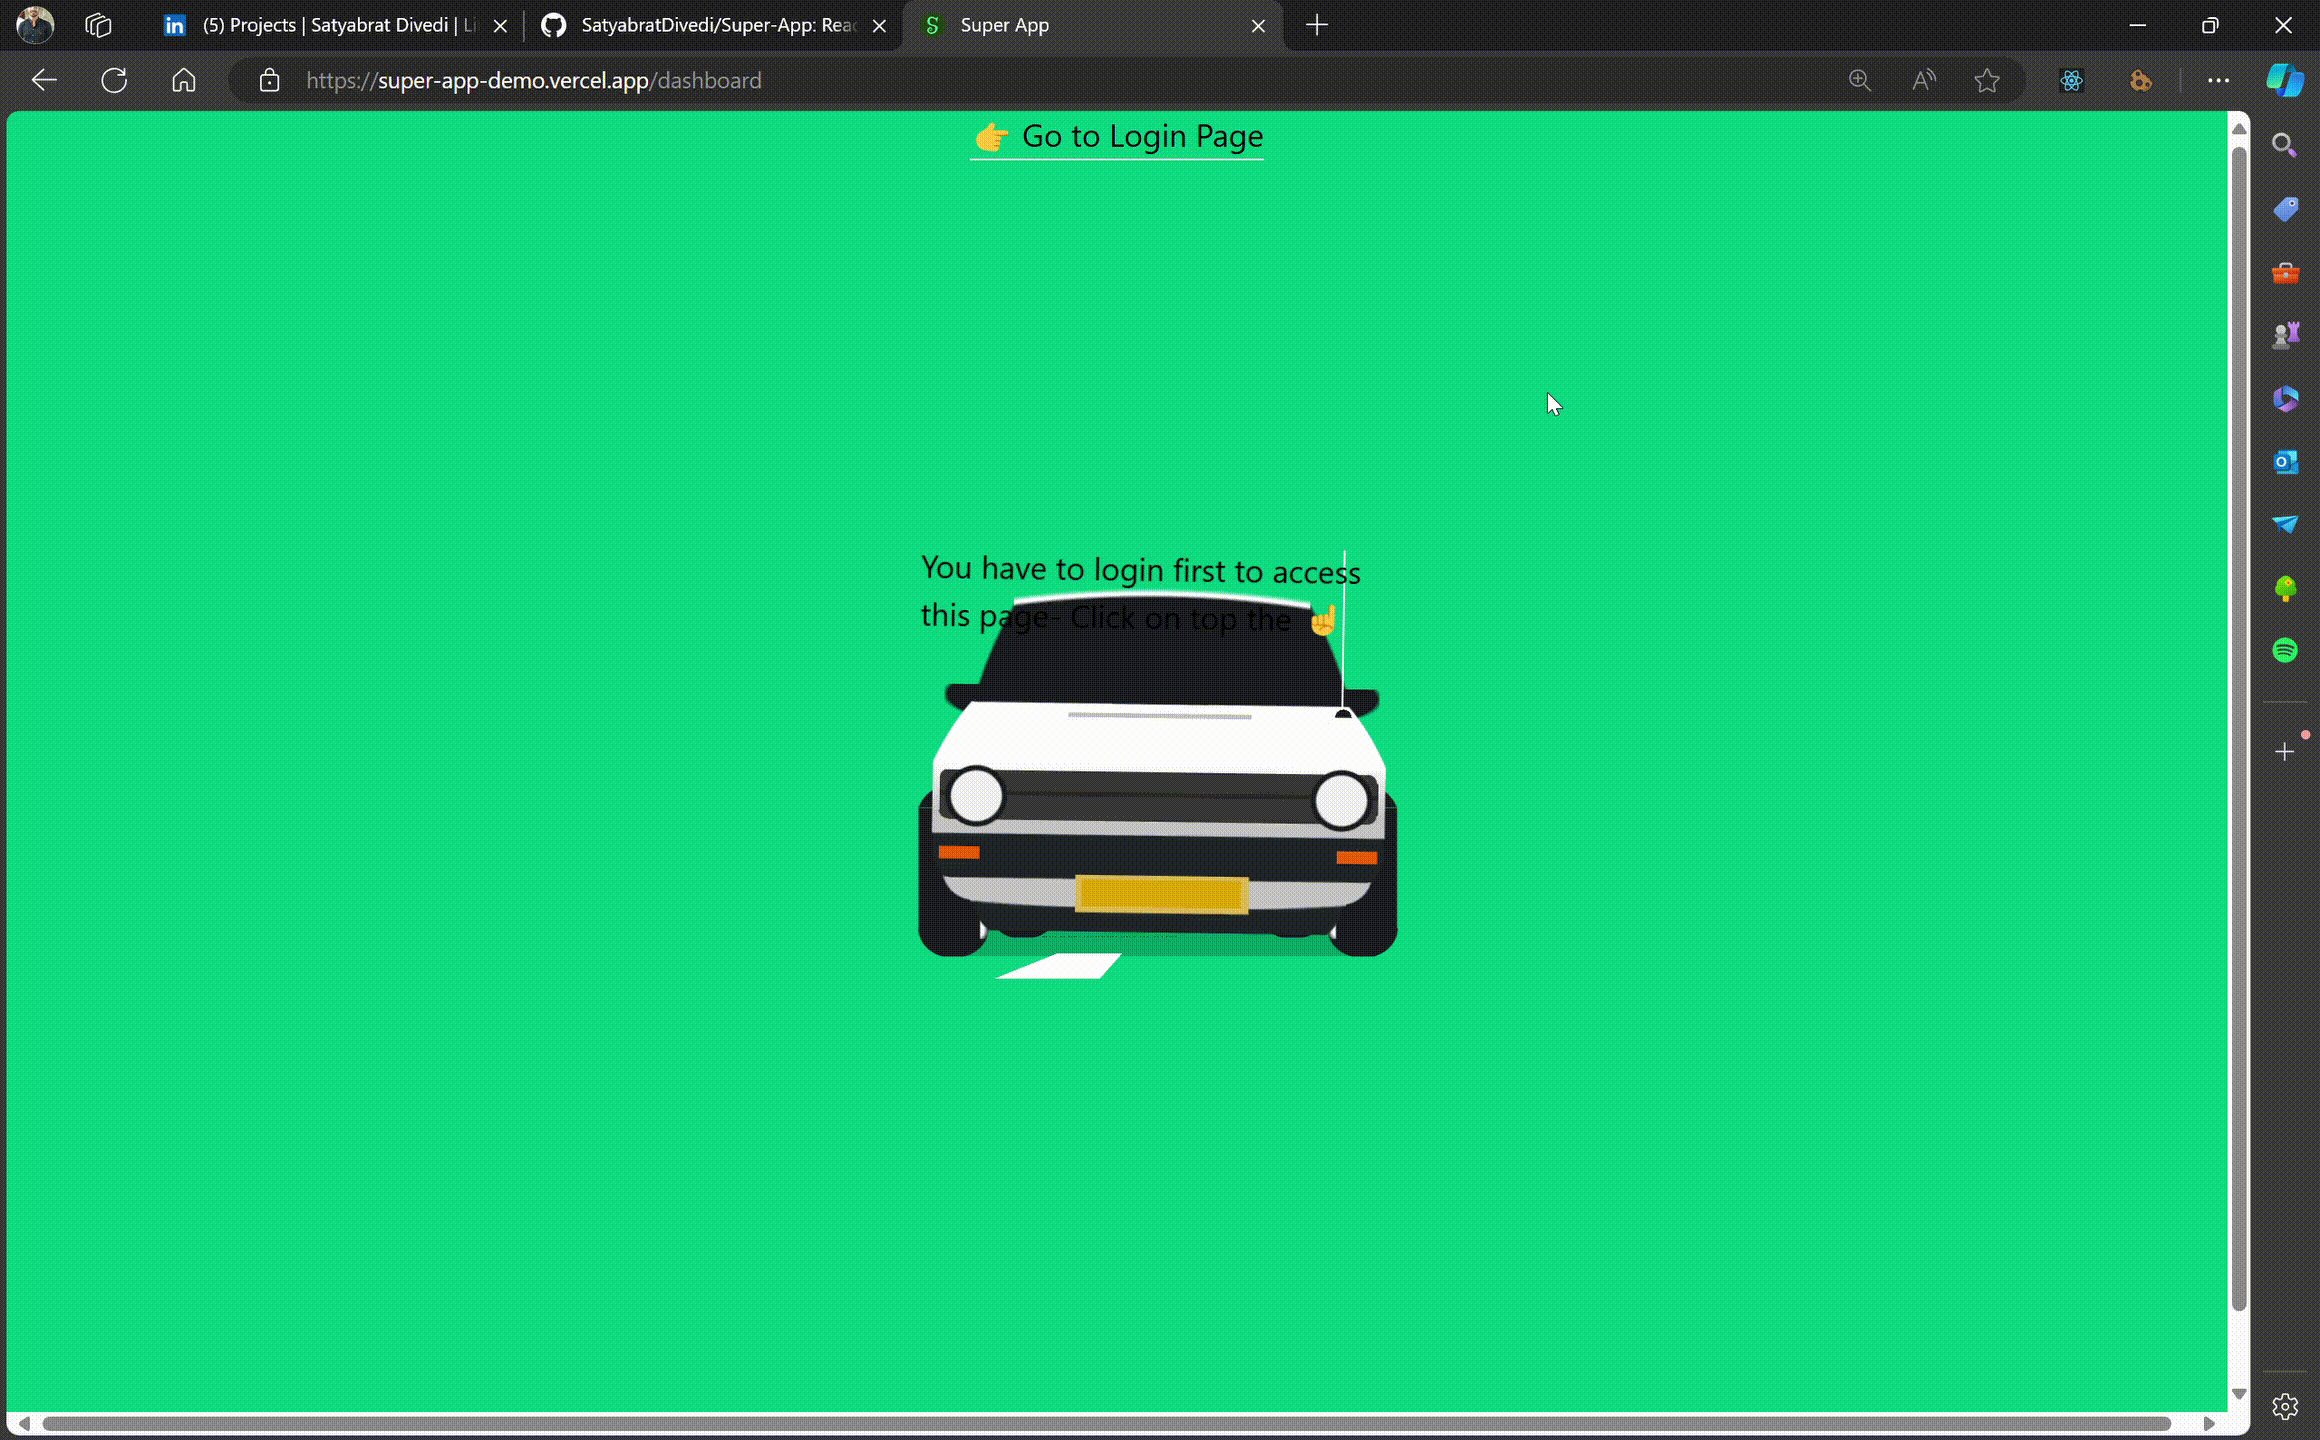 (5) Projects | Satyabrat Divedi | Li
SatyabratDivedi/Super-App: Reac
Super App
https://super-app-demo.vercel.app/dashboard
👉 Go to Login Page
You have to login first to access
this page- Click on top the ☝